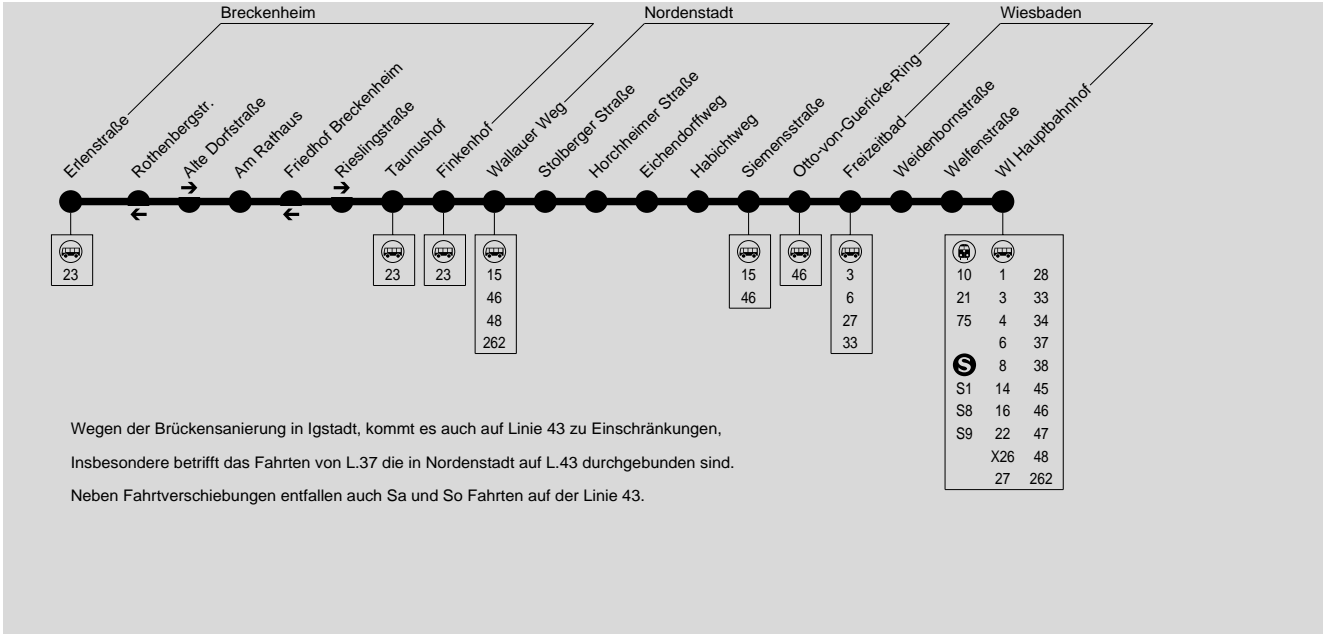 Breckenheim
Nordenstadt
Wiesbaden
Erlenstraße
Rothenbergstr.
Alte Dorfstraße
Am Rathaus
Friedhof Breckenheim
Rieslingstraße
Taunushof
Finkenhof
Wallauer Weg
Stolberger Straße
Horchheimer Straße
Eichendorffweg
Habichtweg
Siemensstraße
Otto-von-Guericke-Ring
Freizeitbad
Weidenbornstraße
Welfenstraße
WI Hauptbahnhof
23
23
23
15
46
48
262
15
46
46
3
6
27
33
10 1 28
21 3 33
75 4 34
6 37
S 8 38
S1 14 45
S8 16 46
S9 22 47
X26 48
27 262
Wegen der Brückensanierung in Igstadt, kommt es auch auf Linie 43 zu Einschränkungen,
Insbesondere betrifft das Fahrten von L.37 die in Nordenstadt auf L.43 durchgebunden sind.
Neben Fahrtverschiebungen entfallen auch Sa und So Fahrten auf der Linie 43.